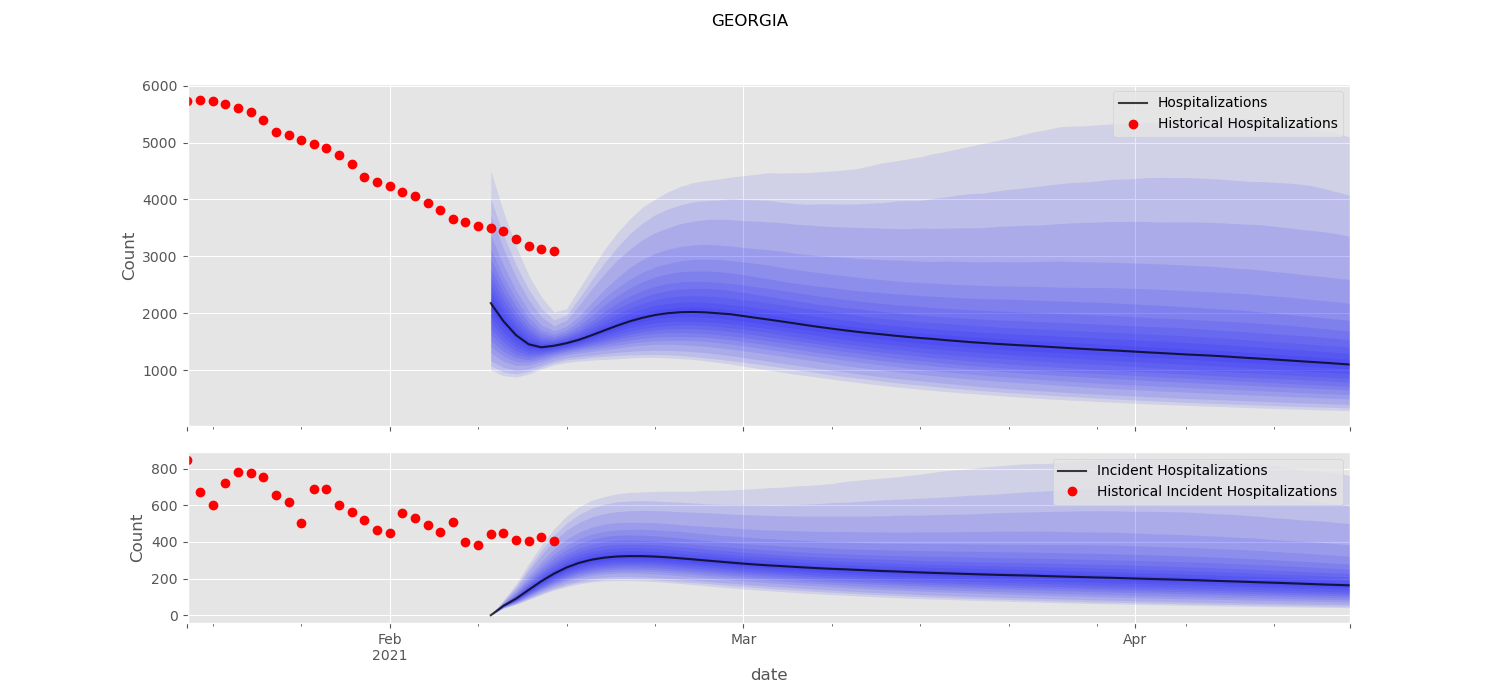 GEORGIA
6000
5000
4000
3000
2000
1000
Count
Hospitalizations
Historical Hospitalizations
800
600
400
200
0
Count
Incident Hospitalizations
Historical Incident Hospitalizations
Feb
2021
Mar
Apr
date